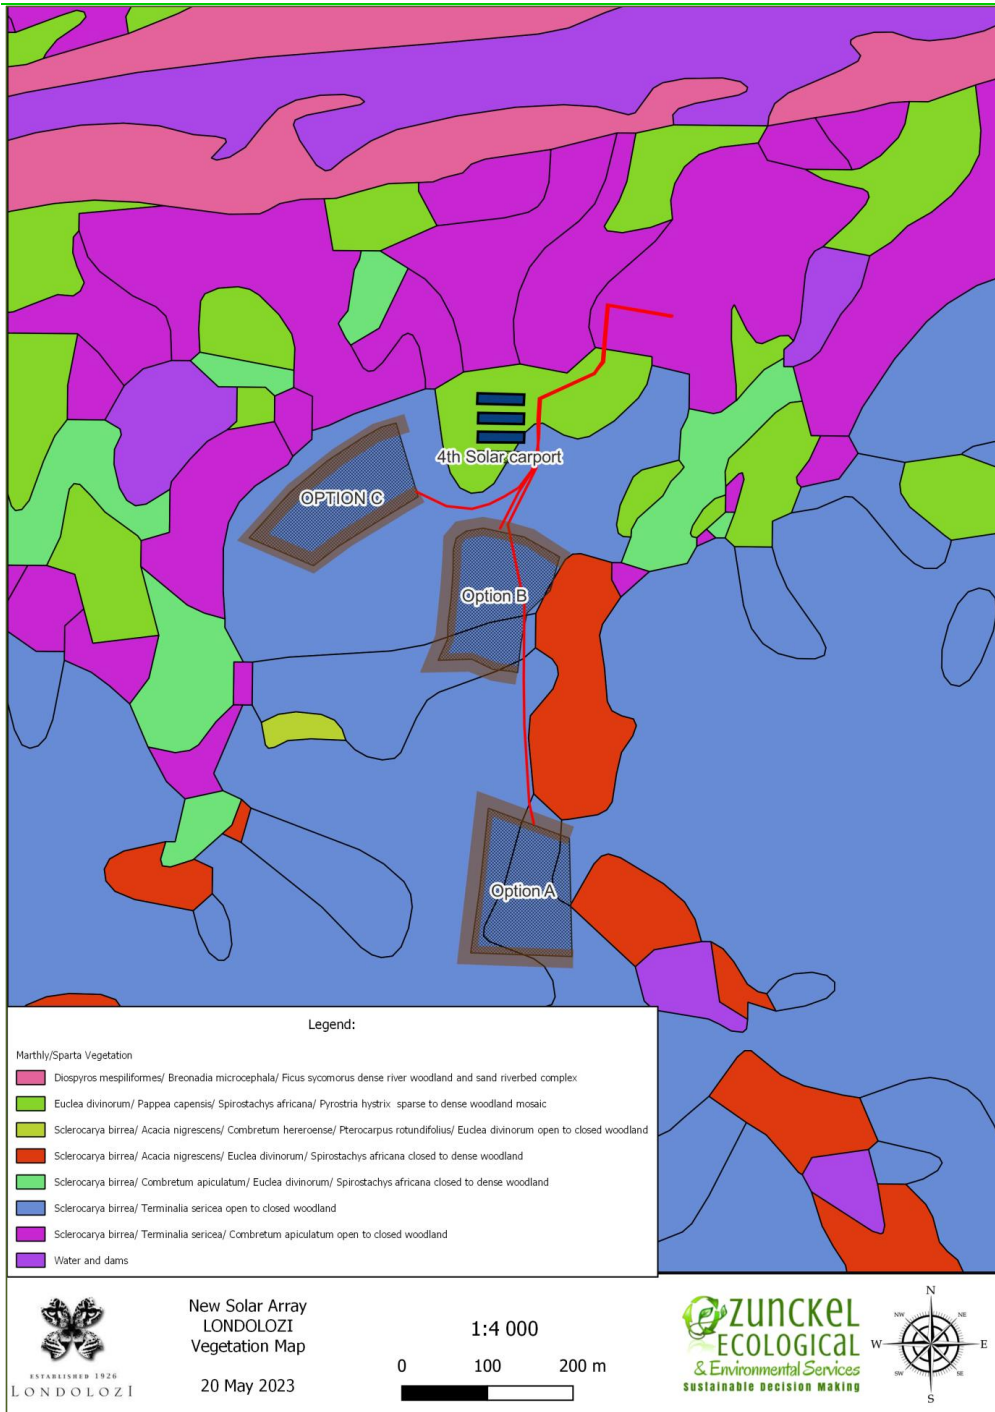 4th Solar carport
OPTION C
Option B
Option A
Legend:
Marthly/Sparta Vegetation
Diospyros mespiliformes/ Breonadia microcephala/ Ficus sycomorus dense river woodland and sand riverbed complex
Euclea divinorum/ Pappea capensis/ Spirostachys africana/ Pyrostria hystrix sparse to dense woodland mosaic
Sclerocarya birrea/ Acacia nigrescens/ Combretum hereroense/ Pterocarpus rotundifolius/ Euclea divinorum open to closed woodland
Sclerocarya birrea/ Acacia nigrescens/ Euclea divinorum/ Spirostachys africana closed to dense woodland
Sclerocarya birrea/ Combretum apiculatum/ Euclea divinorum/ Spirostachys africana closed to dense woodland
Sclerocarya birrea/ Terminalia sericea open to closed woodland
Sclerocarya birrea/ Terminalia sericea/ Combretum apiculatum open to closed woodland
Water and dams
ESTABLISHED 1926
LONDOLOZI
New Solar Array
LONDOLOZI
Vegetation Map
20 May 2023
1:4 000
0 100 200 m
ZUNCKEL
ECOLOGICAL
& Environmental Services
Sustainable Decision Making
N
NW NE
W E
SW SE
S